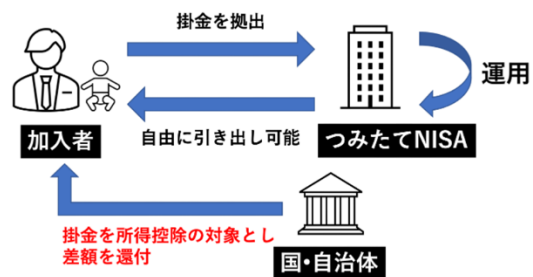 掛金を拠出
運用
自由に引き出し可能
加入者
つみたてNISA
掛金を所得控除の対象とし
差額を還付
国・自治体